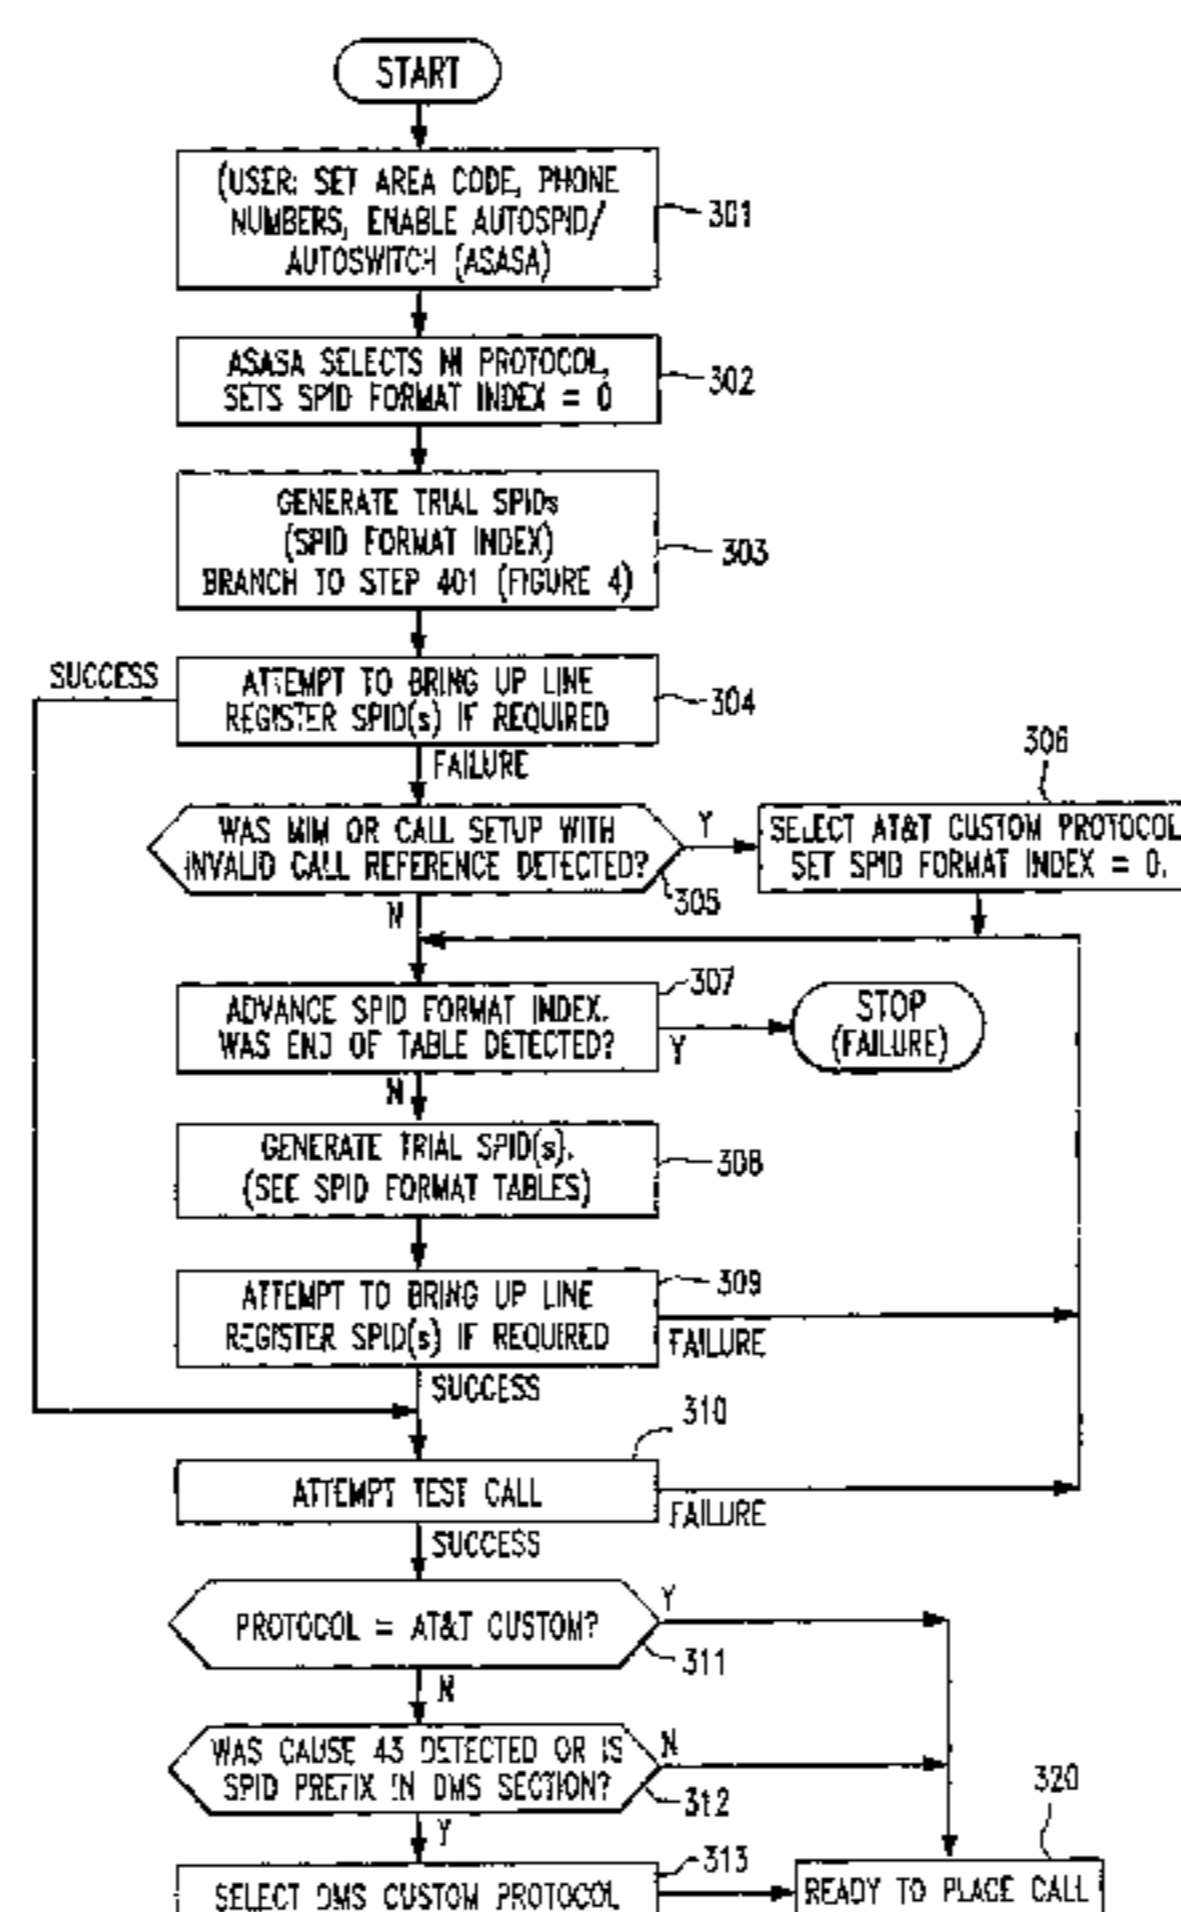 START
(USER: SET AREA CODE, PHONE
NUMBERS, ENABLE AUTOSPID/
AUTOSWITCH (ASASA)
301
ASASA SELECTS NI PROTOCOL,
SETS SPID FORMAT INDEX = 0
302
GENERATE TRIAL SPIDs
(SPID FORMAT INDEX)
BRANCH TO STEP 401 (FIGURE 4)
303
SUCCESS
ATTEMPT TO BRING UP LINE
REGISTER SPID(s) IF REQUIRED
304
FAILURE
306
WAS MIM OR CALL SETUP WITH
INVALID CALL REFERENCE DETECTED?
305
Y
SELECT AT&T CUSTOM PROTOCOL
SET SPID FORMAT INDEX = 0.
N
307
ADVANCE SPID FORMAT INDEX.
WAS END OF TABLE DETECTED?
Y
STOP
(FAILURE)
N
GENERATE TRIAL SPID(s).
(SEE SPID FORMAT TABLES)
308
ATTEMPT TO BRING UP LINE
REGISTER SPID(s) IF REQUIRED
309
FAILURE
SUCCESS
310
ATTEMPT TEST CALL
FAILURE
SUCCESS
PROTOCOL = AT&T CUSTOM?
Y
311
N
WAS CAUSE 43 DETECTED OR IS
SPID PREFIX IN DMS SECTION?
N
312
320
Y
313
SELECT DMS CUSTOM PROTOCOL
READY TO PLACE CALL